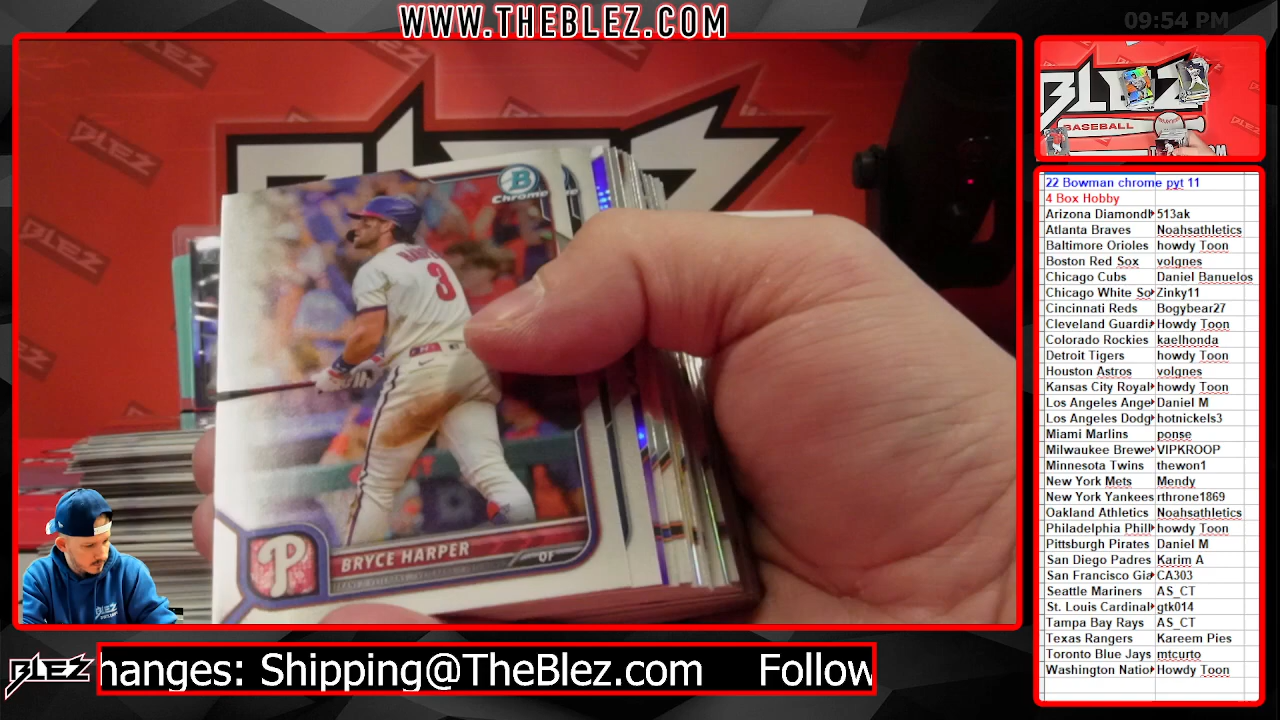 WWW.THEBLEZ.COM
09:54 PM
BLEZ
BASEBALL
BLEZ
BLEZ
BLEZ
B
Chrome
3
P
BRYCE HARPER
OF
22 Bowman chrome pyt 11
4 Box Hobby
Arizona Diamondb 513ak
Atlanta Braves Noahsathletics
Baltimore Orioles howdy Toon
Boston Red Sox volgnes
Chicago Cubs Daniel Banuelos
Chicago White So Zinky11
Cincinnati Reds Bogybear27
Cleveland Guardi Howdy Toon
Colorado Rockies kaelhonda
Detroit Tigers howdy Toon
Houston Astros volgnes
Kansas City Royal howdy Toon
Los Angeles Ange Daniel M
Los Angeles Dodg hotnickels3
Miami Marlins ponse
Milwaukee Brewe VIPKROOP
Minnesota Twins thewon1
New York Mets Mendy
New York Yankees rthrone1869
Oakland Athletics Noahsathletics
Philadelphia Phill howdy Toon
Pittsburgh Pirates Daniel M
San Diego Padres Karim A
San Francisco Gia CA303
Seattle Mariners AS_CT
St. Louis Cardinal gtk014
Tampa Bay Rays AS_CT
Texas Rangers Kareem Pies
Toronto Blue Jays mtcurto
Washington Natio Howdy Toon
BLEZ
hanges: Shipping@TheBlez.com Follow